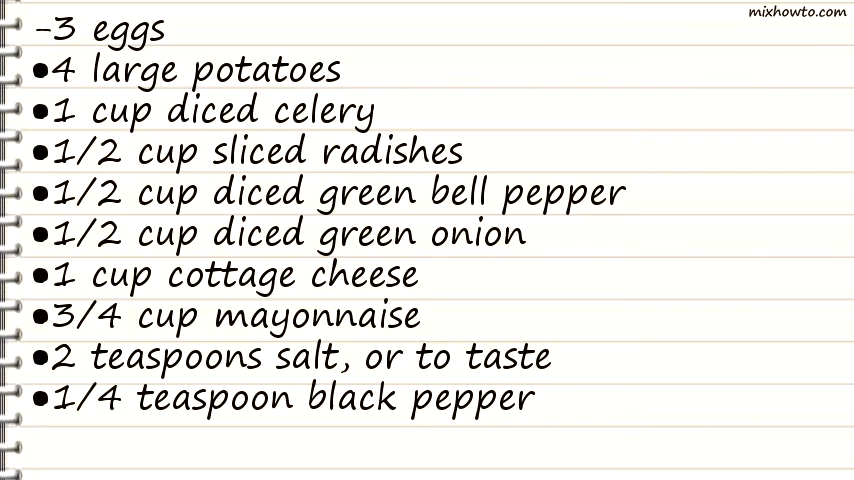 mixhowto.com
-3 eggs
•4 large potatoes
•1 cup diced celery
•1/2 cup sliced radishes
•1/2 cup diced green bell pepper
•1/2 cup diced green onion
•1 cup cottage cheese
•3/4 cup mayonnaise
•2 teaspoons salt, or to taste
•1/4 teaspoon black pepper